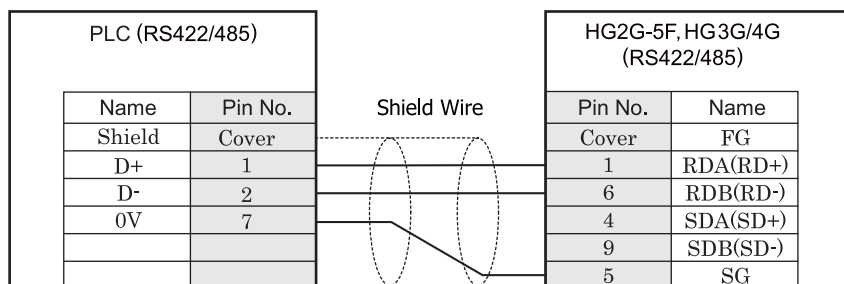 PLC (RS422/485)
HG2G-5F, HG3G/4G
(RS422/485)
Name Pin No. Shield Wire Pin No. Name
Shield Cover Cover FG
D+ 1 1 RDA(RD+)
D- 2 6 RDB(RD-)
0V 7 4 SDA(SD+)
9 SDB(SD-)
5 SG